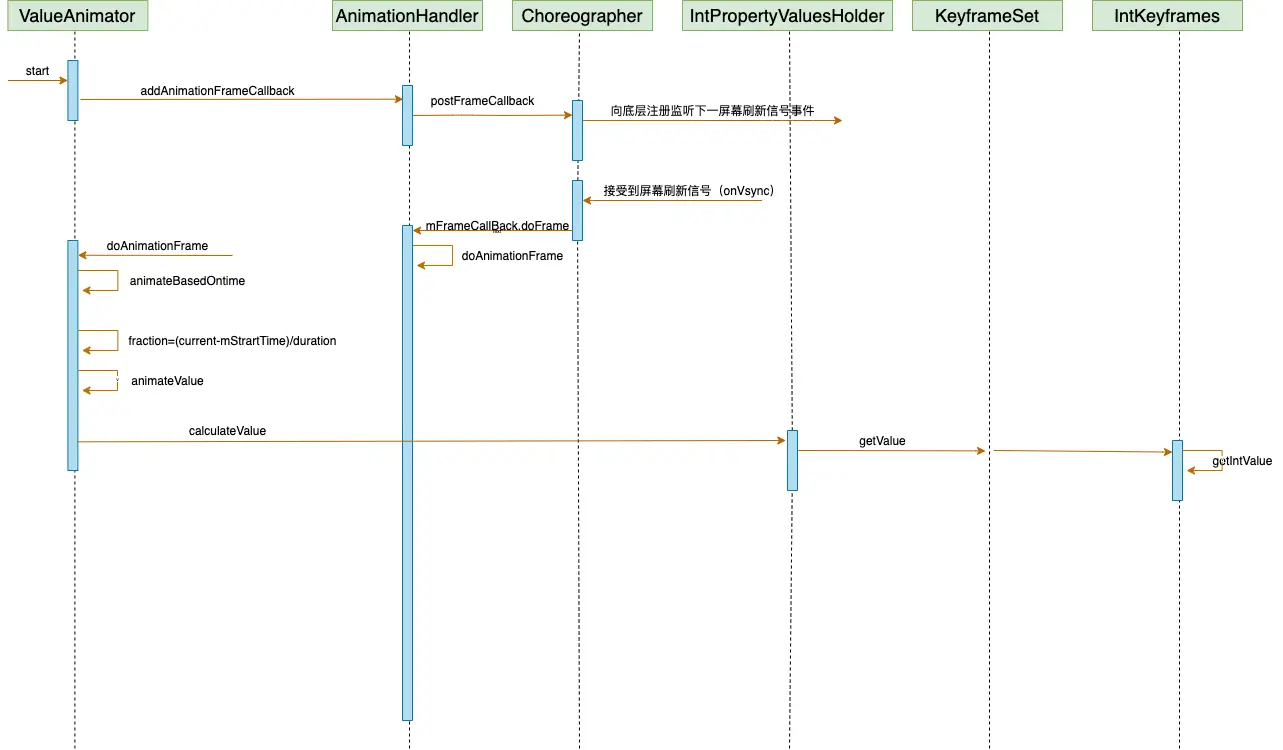 ValueAnimator
AnimationHandler
Choreographer
IntPropertyValuesHolder
KeyframeSet
IntKeyframes
start
addAnimationFrameCallback
postFrameCallback
向底层注册监听下一屏幕刷新信号事件
接受到屏幕刷新信号（onVsync）
mFrameCallBack.doFrame
doAnimationFrame
doAnimationFrame
animateBasedOntime
fraction=(current-mStrartTime)/duration
animateValue
calculateValue
getValue
getIntValue